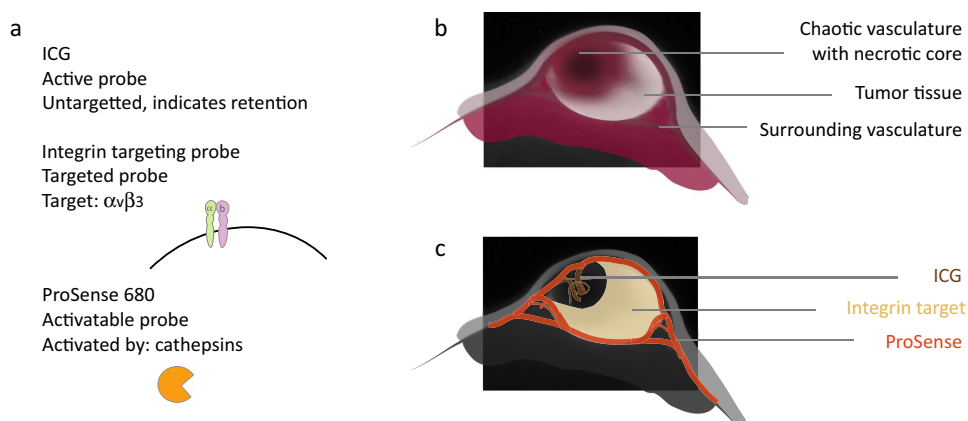 a
ICG
Active probe
Untargetted, indicates retention
Integrin targeting probe
Targeted probe
Target: αvβ3
α b
ProSense 680
Activatable probe
Activated by: cathepsins
b
Chaotic vasculature
with necrotic core
Tumor tissue
Surrounding vasculature
c
ICG
Integrin target
ProSense